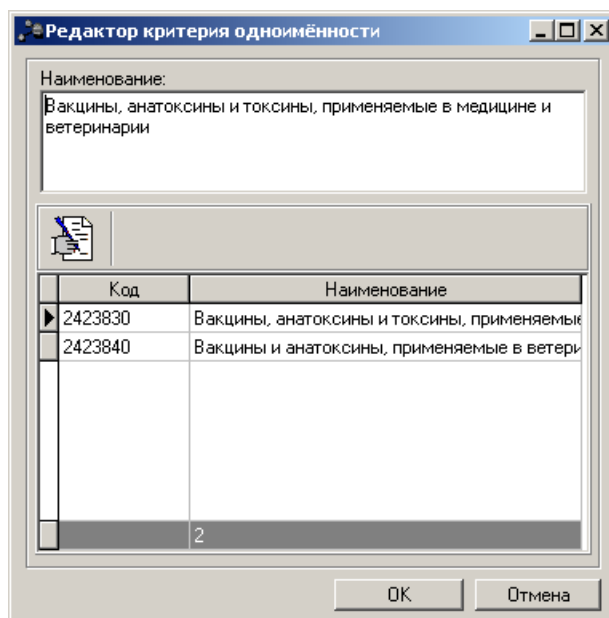 Редактор критерия одноимённости
Наименование:
Вакцины, анатоксины и токсины, применяемые в медицине и
ветеринарии
Код Наименование
2423830 Вакцины, анатоксины и токсины, применяемые
2423840 Вакцины и анатоксины, применяемые в ветери
2
OK Отмена